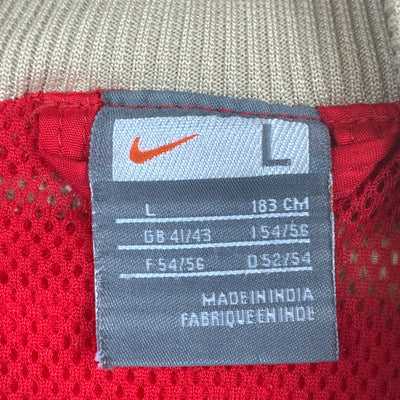 L
L 183 CM
GB 41/43 I 54/56
F 54/56 D 52/54
MADE IN INDIA
FABRIQUE EN INDE